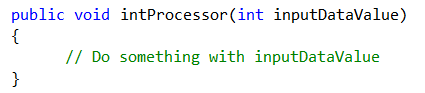 public void intProcessor(int inputDataValue)
{
// Do something with inputDataValue
}